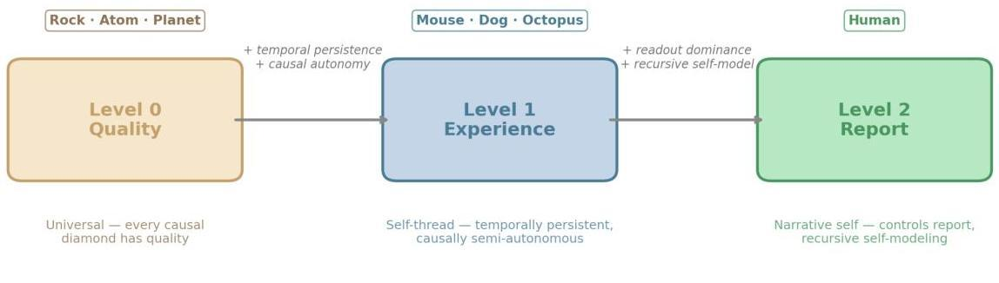 Rock · Atom · Planet
Mouse · Dog · Octopus
Human
+ temporal persistence
+ causal autonomy
+ readout dominance
+ recursive self-model
Level 0
Quality
Level 1
Experience
Level 2
Report
Universal — every causal
diamond has quality
Self-thread — temporally persistent,
causally semi-autonomous
Narrative self — controls report,
recursive self-modeling